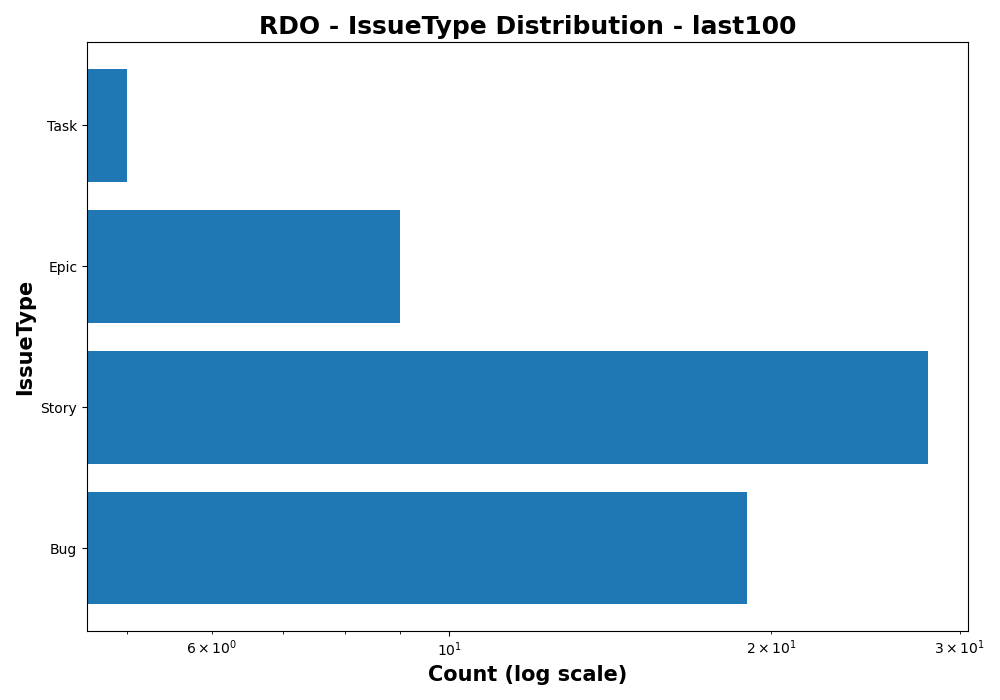 RDO - IssueType Distribution - last100
Task
Epic
Story
Bug
IssueType
6 × 10⁰
10¹
2 × 10¹
3 × 10¹
Count (log scale)